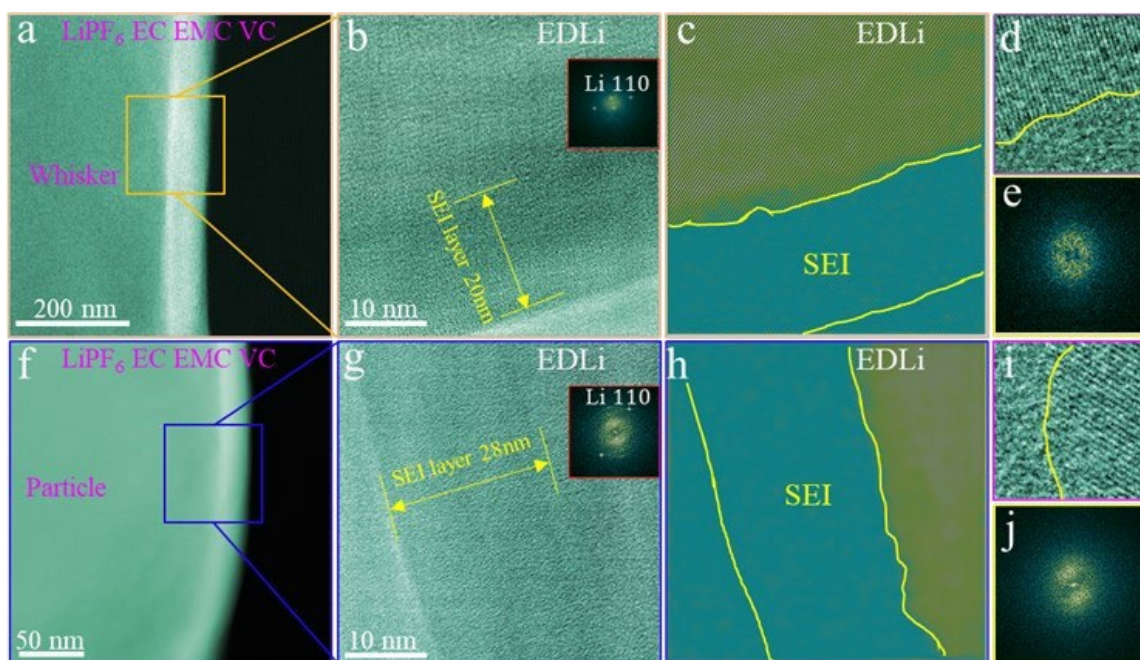 a
LiPF₆ EC EMC VC
Whisker
200 nm
b
EDLi
Li 110
SEI layer 20nm
10 nm
c
EDLi
SEI
d
e
f
LiPF₆ EC EMC VC
Particle
50 nm
g
EDLi
Li 110
SEI layer 28nm
10 nm
h
EDLi
SEI
i
j